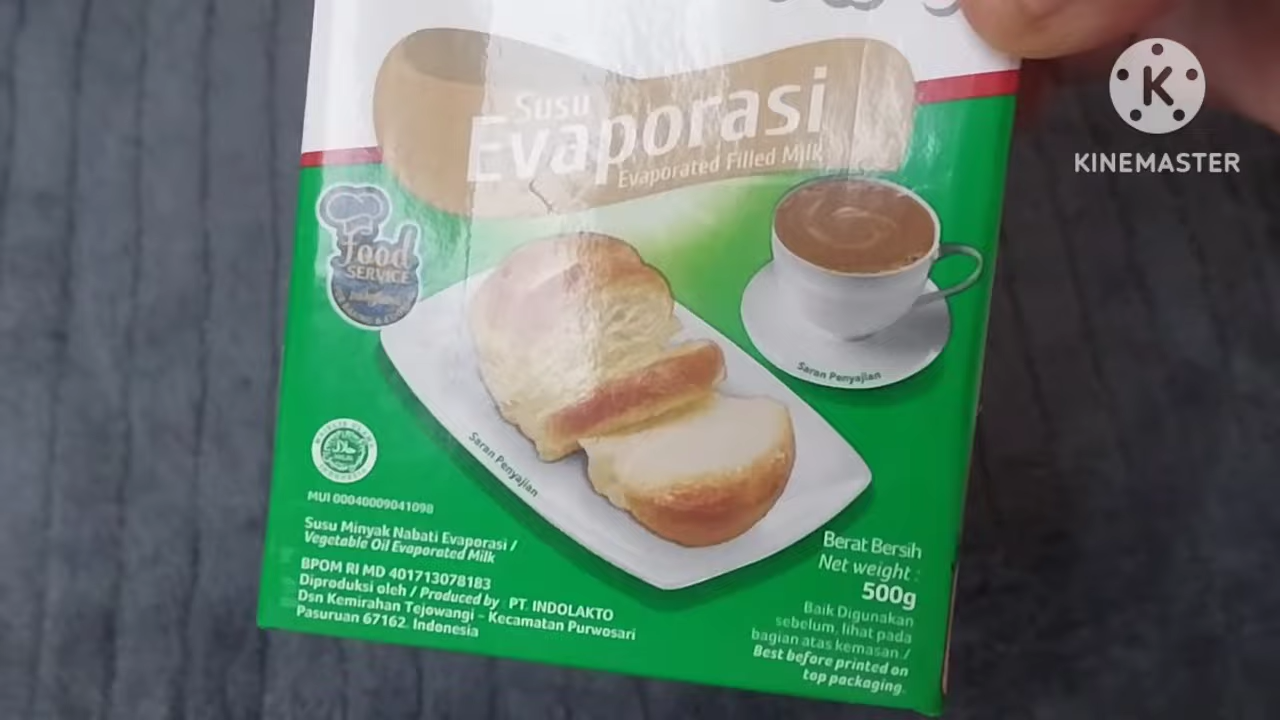 Susu
Evaporasi
Evaporated Filled Milk
KINEMASTER
Food
SERVICE
Saran Penyajian
Saran Penyajian
MUI 00040009041098
Susu Minyak Nabati Evaporasi /
Vegetable Oil Evaporated Milk
BPOM RI MD 401713078183
Diproduksi oleh / Produced by PT. INDOLAKTO
Dsn Kemirahan Tejowangi - Kecamatan Purwosari
Pasuruan 67162. Indonesia
Berat Bersih
Net weight :
500g
Baik Digunakan
sebelum, lihat pada
bagian atas kemasan /
Best before printed on
top packaging.